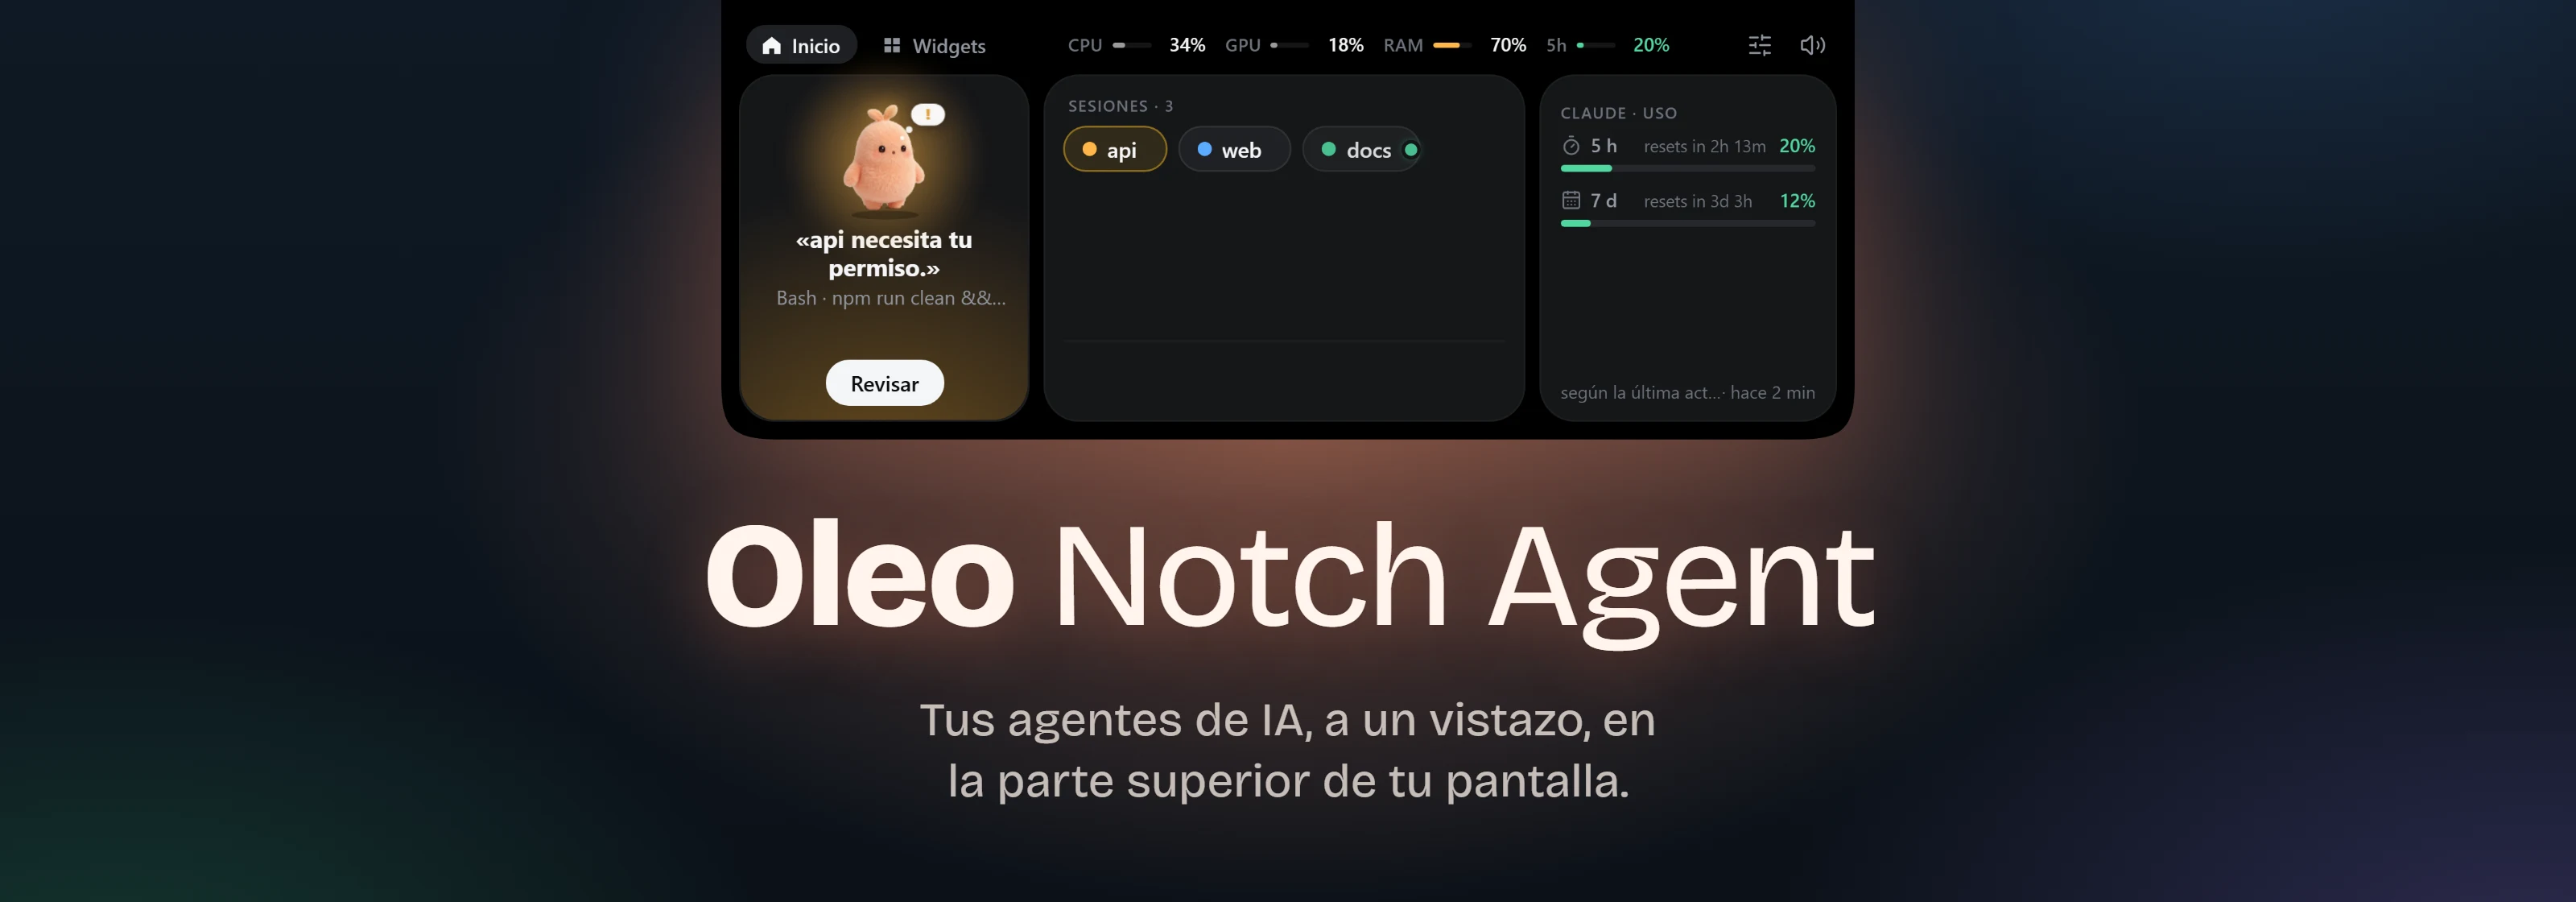 Inicio Widgets CPU 34% GPU 18% RAM 70% 5h 20%
!
«api necesita tu
permiso.»
Bash · npm run clean &&...
Revisar
SESIONES · 3
api web docs
CLAUDE · USO
5 h resets in 2h 13m 20%
7 d resets in 3d 3h 12%
según la última act...· hace 2 min
Oleo Notch Agent
Tus agentes de IA, a un vistazo, en
la parte superior de tu pantalla.